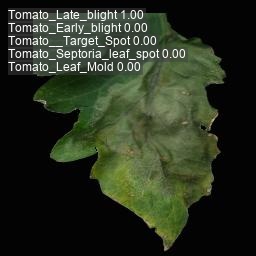 Tomato_Late_blight 1.00
Tomato_Early_blight 0.00
Tomato__Target_Spot 0.00
Tomato_Septoria_leaf_spot 0.00
Tomato_Leaf_Mold 0.00